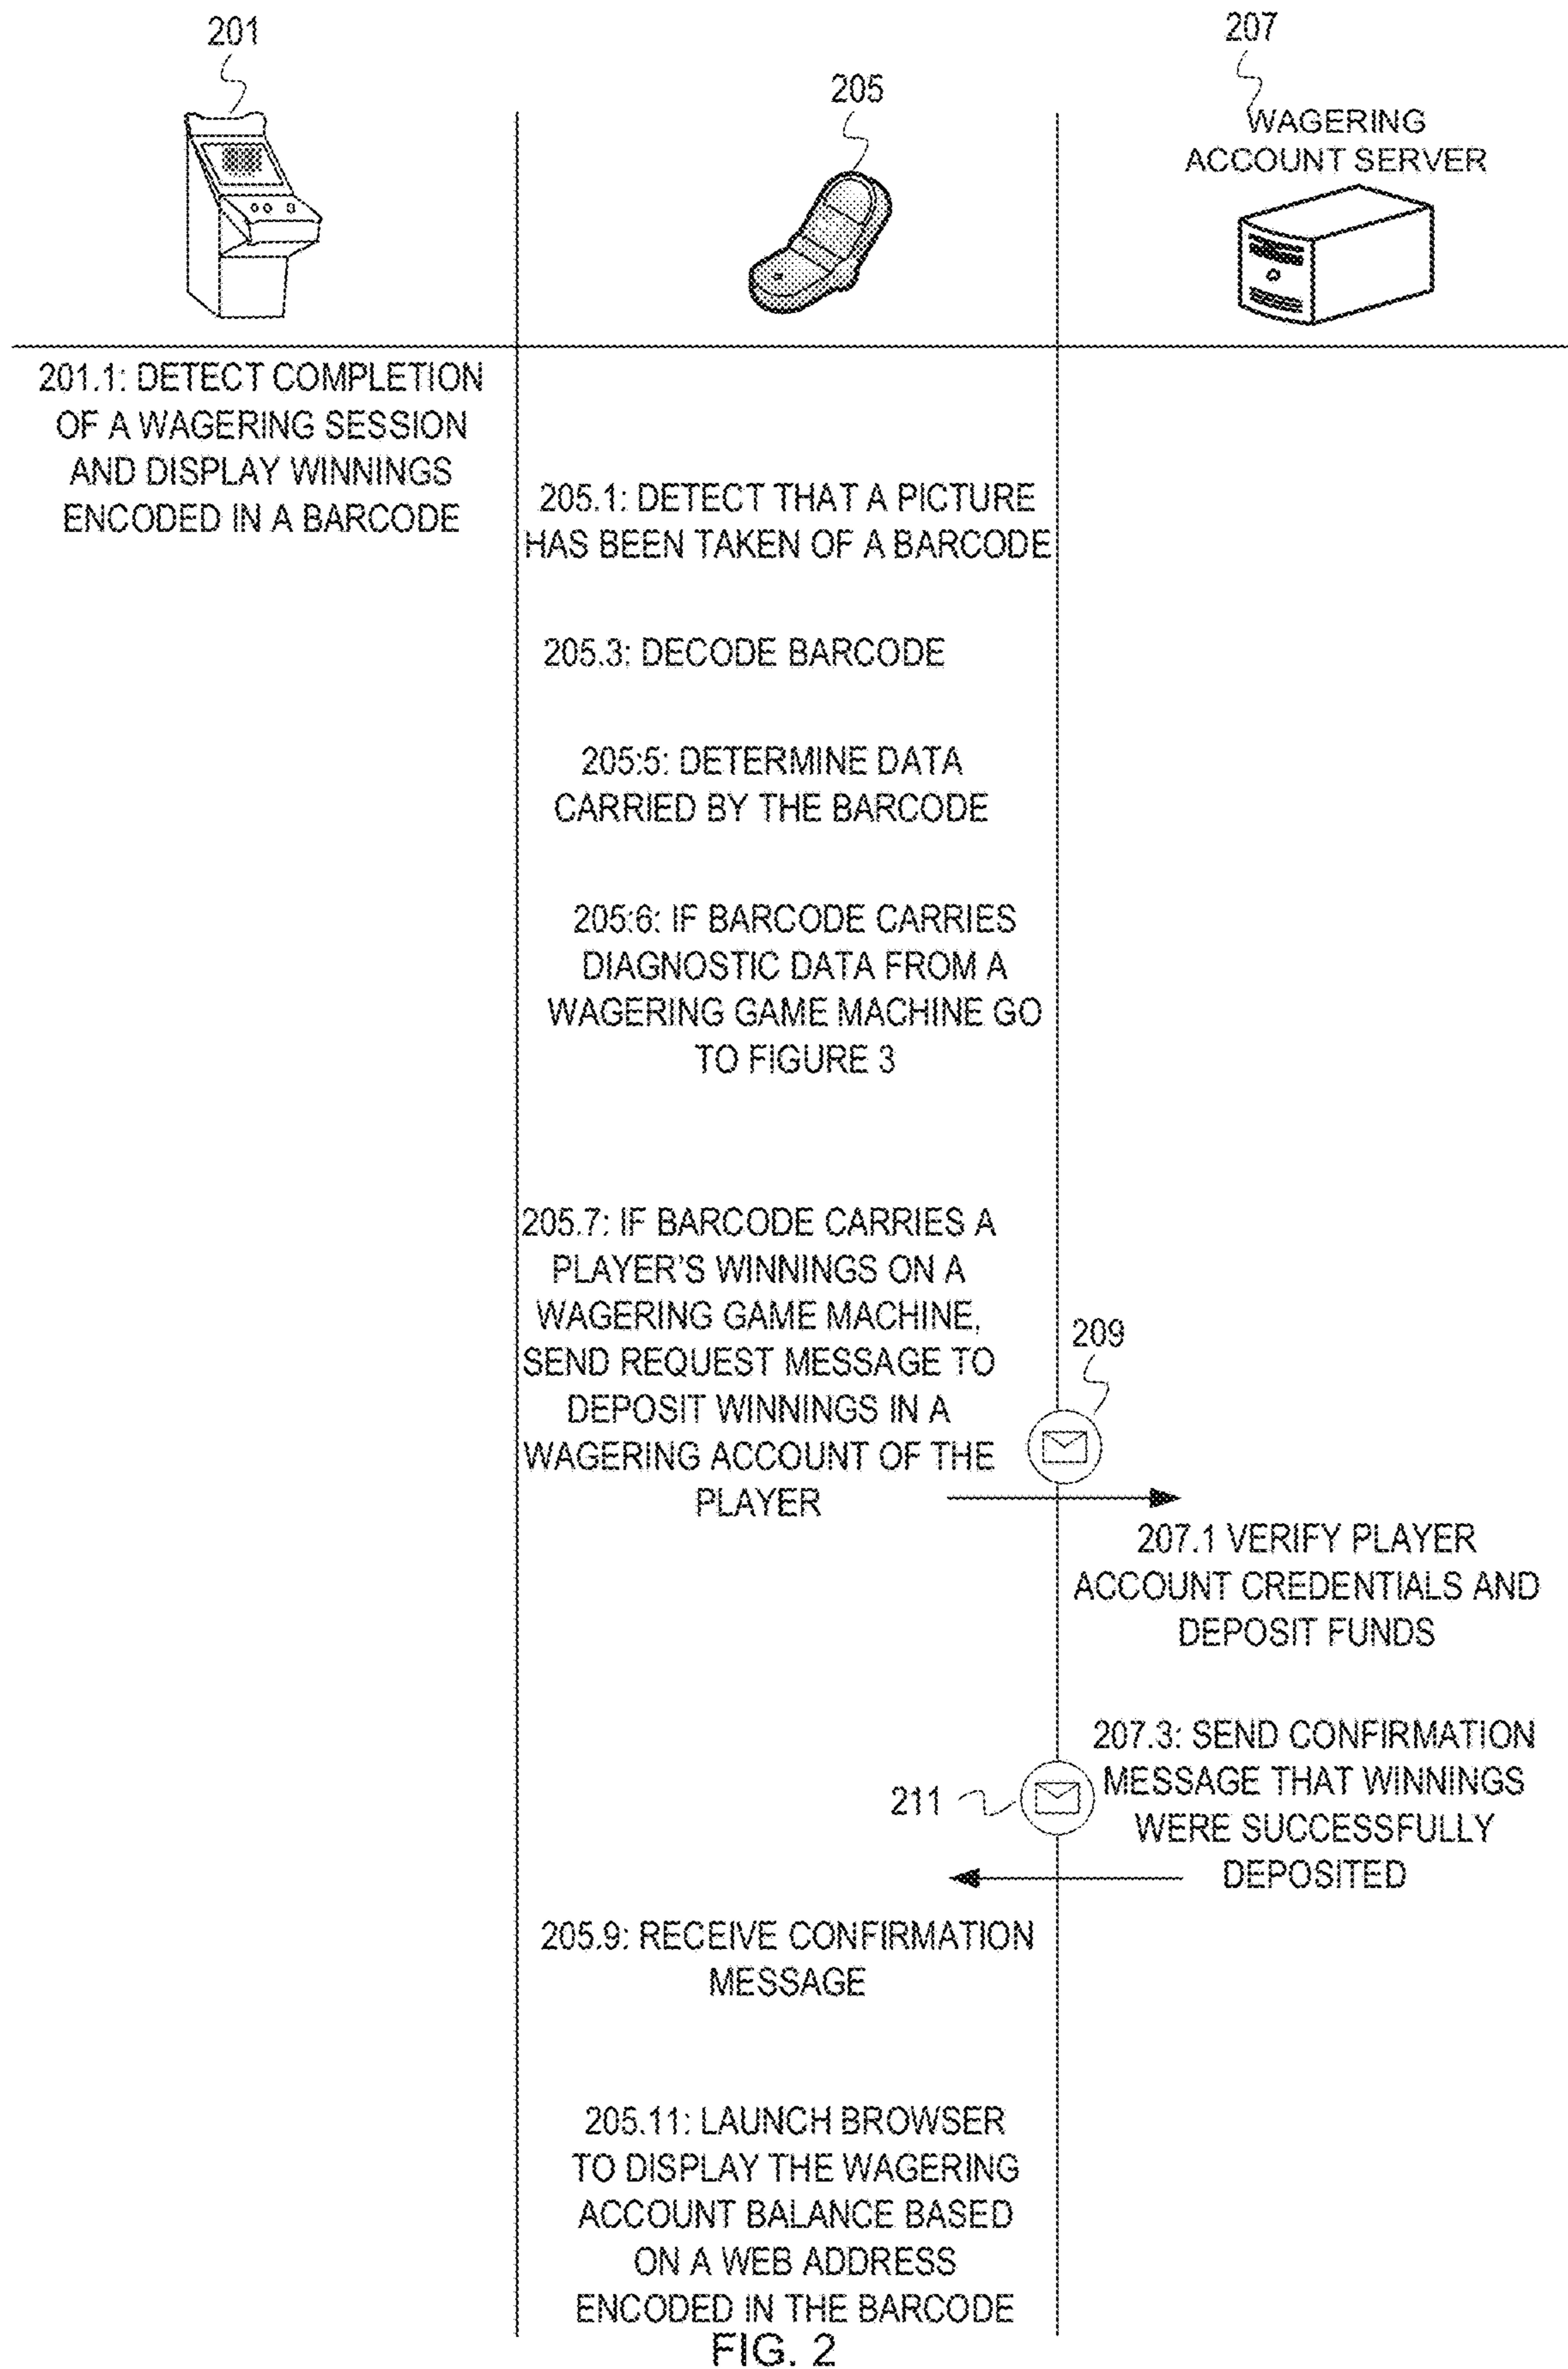 201
205
207
WAGERING
ACCOUNT SERVER
201.1: DETECT COMPLETION
OF A WAGERING SESSION
AND DISPLAY WINNINGS
ENCODED IN A BARCODE
205.1: DETECT THAT A PICTURE
HAS BEEN TAKEN OF A BARCODE
205.3: DECODE BARCODE
205:5: DETERMINE DATA
CARRIED BY THE BARCODE
205:6: IF BARCODE CARRIES
DIAGNOSTIC DATA FROM A
WAGERING GAME MACHINE GO
TO FIGURE 3
205.7: IF BARCODE CARRIES A
PLAYER'S WINNINGS ON A
WAGERING GAME MACHINE,
SEND REQUEST MESSAGE TO
DEPOSIT WINNINGS IN A
WAGERING ACCOUNT OF THE
PLAYER
209
207.1 VERIFY PLAYER
ACCOUNT CREDENTIALS AND
DEPOSIT FUNDS
207.3: SEND CONFIRMATION
MESSAGE THAT WINNINGS
WERE SUCCESSFULLY
DEPOSITED
211
205.9: RECEIVE CONFIRMATION
MESSAGE
205.11: LAUNCH BROWSER
TO DISPLAY THE WAGERING
ACCOUNT BALANCE BASED
ON A WEB ADDRESS
ENCODED IN THE BARCODE
FIG. 2